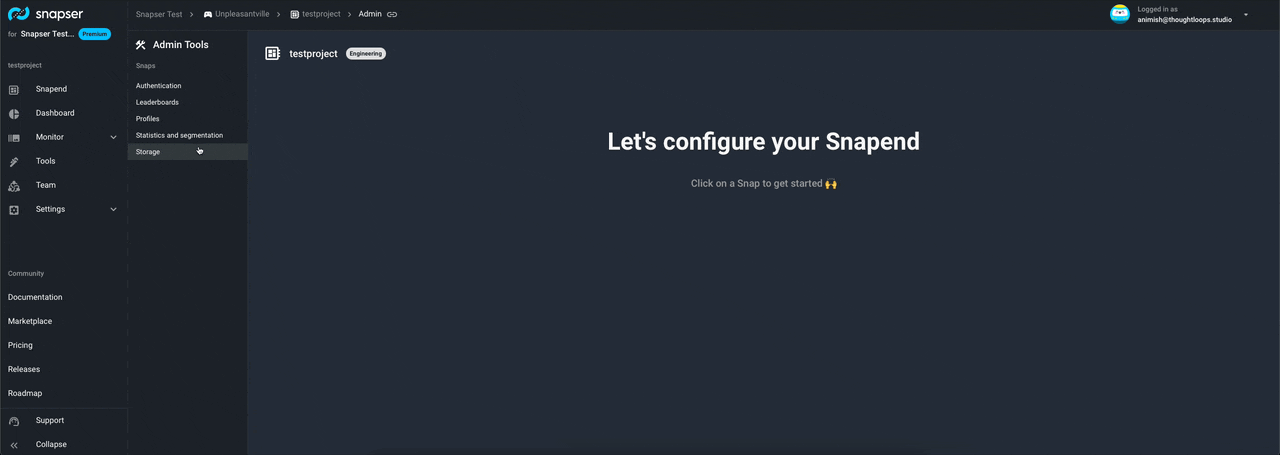 snapser
for Snapser Test... Premium
testproject
Snapend
Dashboard
Monitor
Tools
Team
Settings
Community
Documentation
Marketplace
Pricing
Releases
Roadmap
Support
Collapse
Snapser Test > Unpleasantville > testproject > Admin
Admin Tools
Snaps
Authentication
Leaderboards
Profiles
Statistics and segmentation
Storage
Logged in as
animish@thoughtloops.studio
testproject Engineering
Let's configure your Snapend
Click on a Snap to get started 🙌